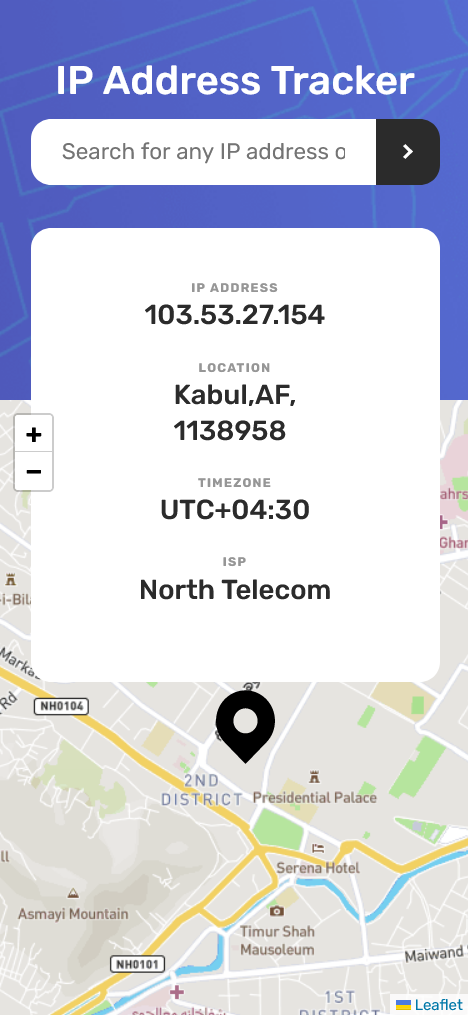 IP Address Tracker
Search for any IP address o
IP ADDRESS
103.53.27.154
LOCATION
Kabul,AF,
1138958
TIMEZONE
UTC+04:30
ISP
North Telecom
+
−
ahrs
Ghar
-i-Bil
Marka
Rd
NH0104
2ND
DISTRICT
Presidential Palace
ll
Serena Hotel
Asmayi Mountain
Timur Shah
Mausoleum
Maiwand
NH0101
1ST
DISTRICT
Leaflet